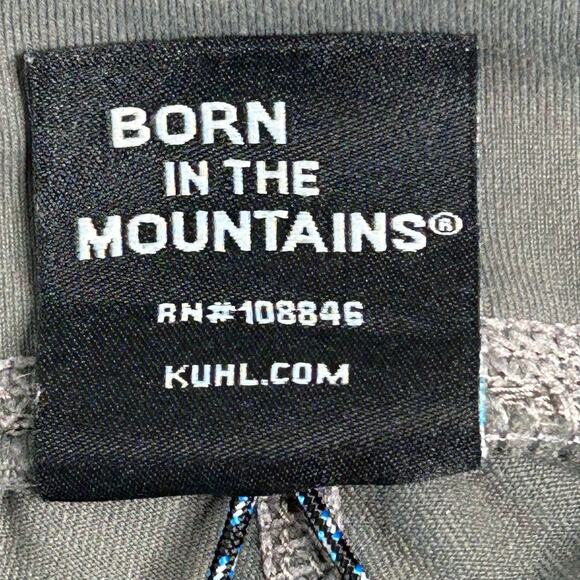 BORN
IN THE
MOUNTAINS®
RN#108846
KUHL.COM